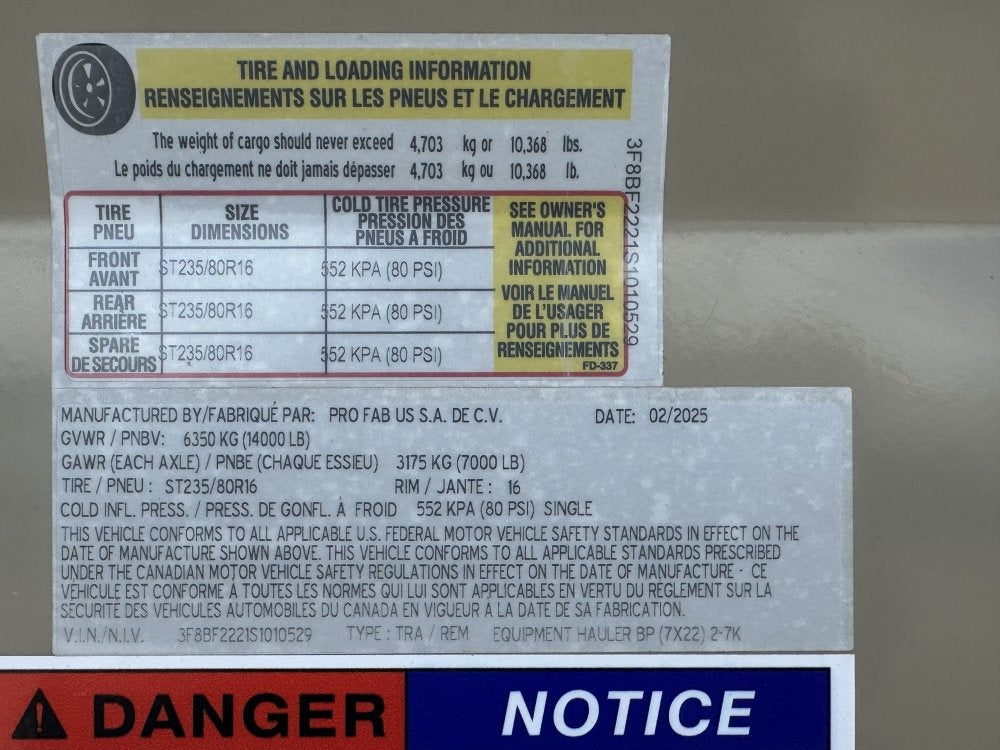 TIRE AND LOADING INFORMATION
RENSEIGNEMENTS SUR LES PNEUS ET LE CHARGEMENT
The weight of cargo should never exceed 4,703 kg or 10,368 lbs.
Le poids du chargement ne doit jamais dépasser 4,703 kg ou 10,368 lb.
3F8BF2221S1010529
TIRE
PNEU
SIZE
DIMENSIONS
COLD TIRE PRESSURE
PRESSION DES
PNEUS A FROID
SEE OWNER'S
MANUAL FOR
ADDITIONAL
INFORMATION
VOIR LE MANUEL
DE L'USAGER
POUR PLUS DE
RENSEIGNEMENTS
FD-337
FRONT
AVANT
ST235/80R16
552 KPA (80 PSI)
REAR
ARRIÈRE
ST235/80R16
552 KPA (80 PSI)
SPARE
DE SECOURS
ST235/80R16
552 KPA (80 PSI)
MANUFACTURED BY/FABRIQUÉ PAR: PRO FAB US S.A. DE C.V. DATE: 02/2025
GVWR / PNBV: 6350 KG (14000 LB)
GAWR (EACH AXLE) / PNBE (CHAQUE ESSIEU) 3175 KG (7000 LB)
TIRE / PNEU : ST235/80R16 RIM / JANTE : 16
COLD INFL. PRESS. / PRESS. DE GONFL. À FROID 552 KPA (80 PSI) SINGLE
THIS VEHICLE CONFORMS TO ALL APPLICABLE U.S. FEDERAL MOTOR VEHICLE SAFETY STANDARDS IN EFFECT ON THE
DATE OF MANUFACTURE SHOWN ABOVE. THIS VEHICLE CONFORMS TO ALL APPLICABLE STANDARDS PRESCRIBED
UNDER THE CANADIAN MOTOR VEHICLE SAFETY REGULATIONS IN EFFECT ON THE DATE OF MANUFACTURE - CE
VÉHICULE EST CONFORME À TOUTES LES NORMES QUI LUI SONT APPLICABLES EN VERTU DU RÈGLEMENT SUR LA
SÉCURITÉ DES VÉHICULES AUTOMOBILES DU CANADA EN VIGUEUR À LA DATE DE SA FABRICATION.
V.I.N./N.I.V. 3F8BF2221S1010529 TYPE : TRA / REM EQUIPMENT HAULER BP (7X22) 2-7K
DANGER
NOTICE